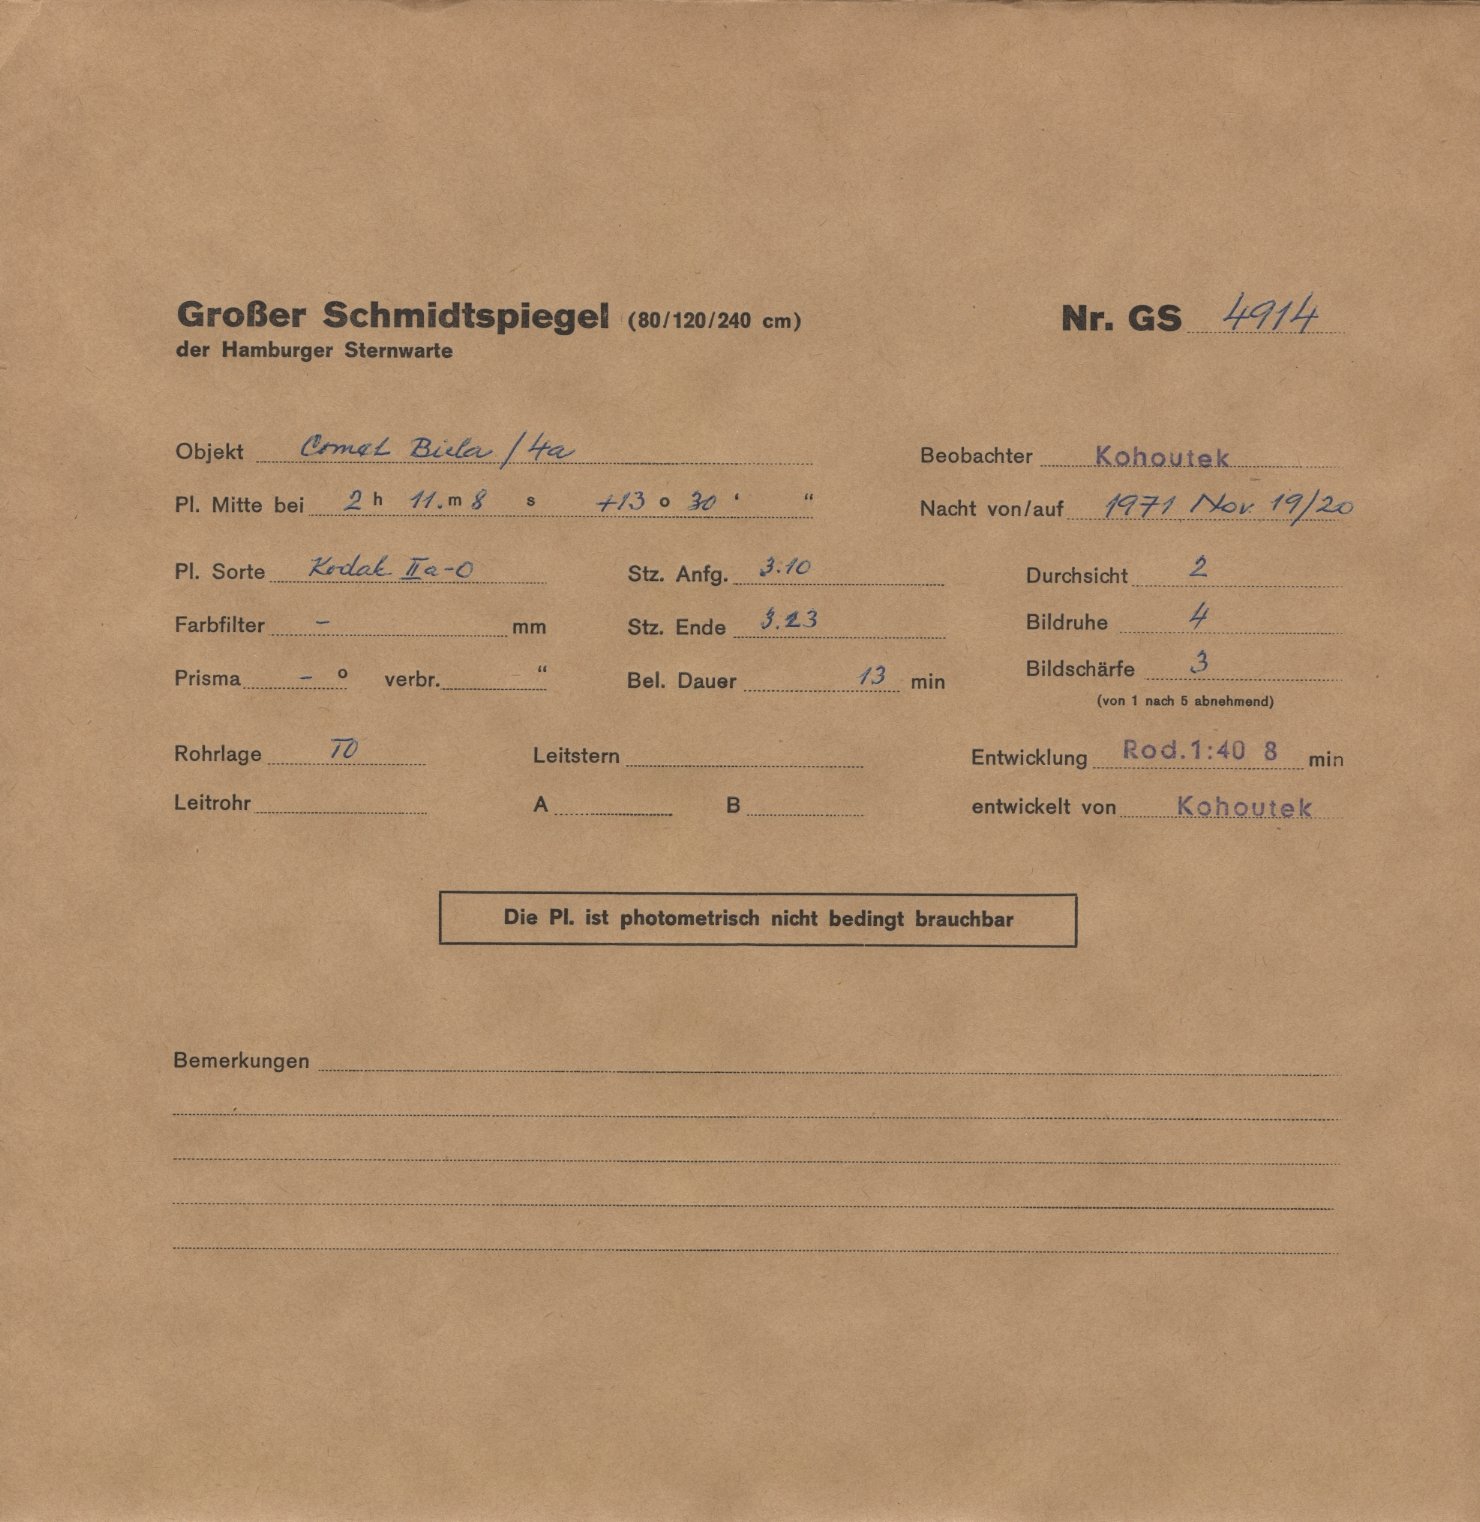 Großer Schmidtspiegel (80/120/240 cm) Nr. GS 4914
der Hamburger Sternwarte
Objekt Comet Biela /4a Beobachter Kohoutek
Pl. Mitte bei 2 h 11. m 8 s +13 o 30 ‘ “ Nacht von/auf 1971 Nov. 19/20
Pl. Sorte Kodak IIa-O Stz. Anfg. 3.10 Durchsicht 2
Farbfilter – mm Stz. Ende 3.23 Bildruhe 4
Prisma – o verbr. “ Bel. Dauer 13 min Bildschärfe 3
(von 1 nach 5 abnehmend)
Rohrlage TO Leitstern Entwicklung Rod.1:40 8 min
Leitrohr A B entwickelt von Kohoutek
Die Pl. ist photometrisch nicht bedingt brauchbar
Bemerkungen